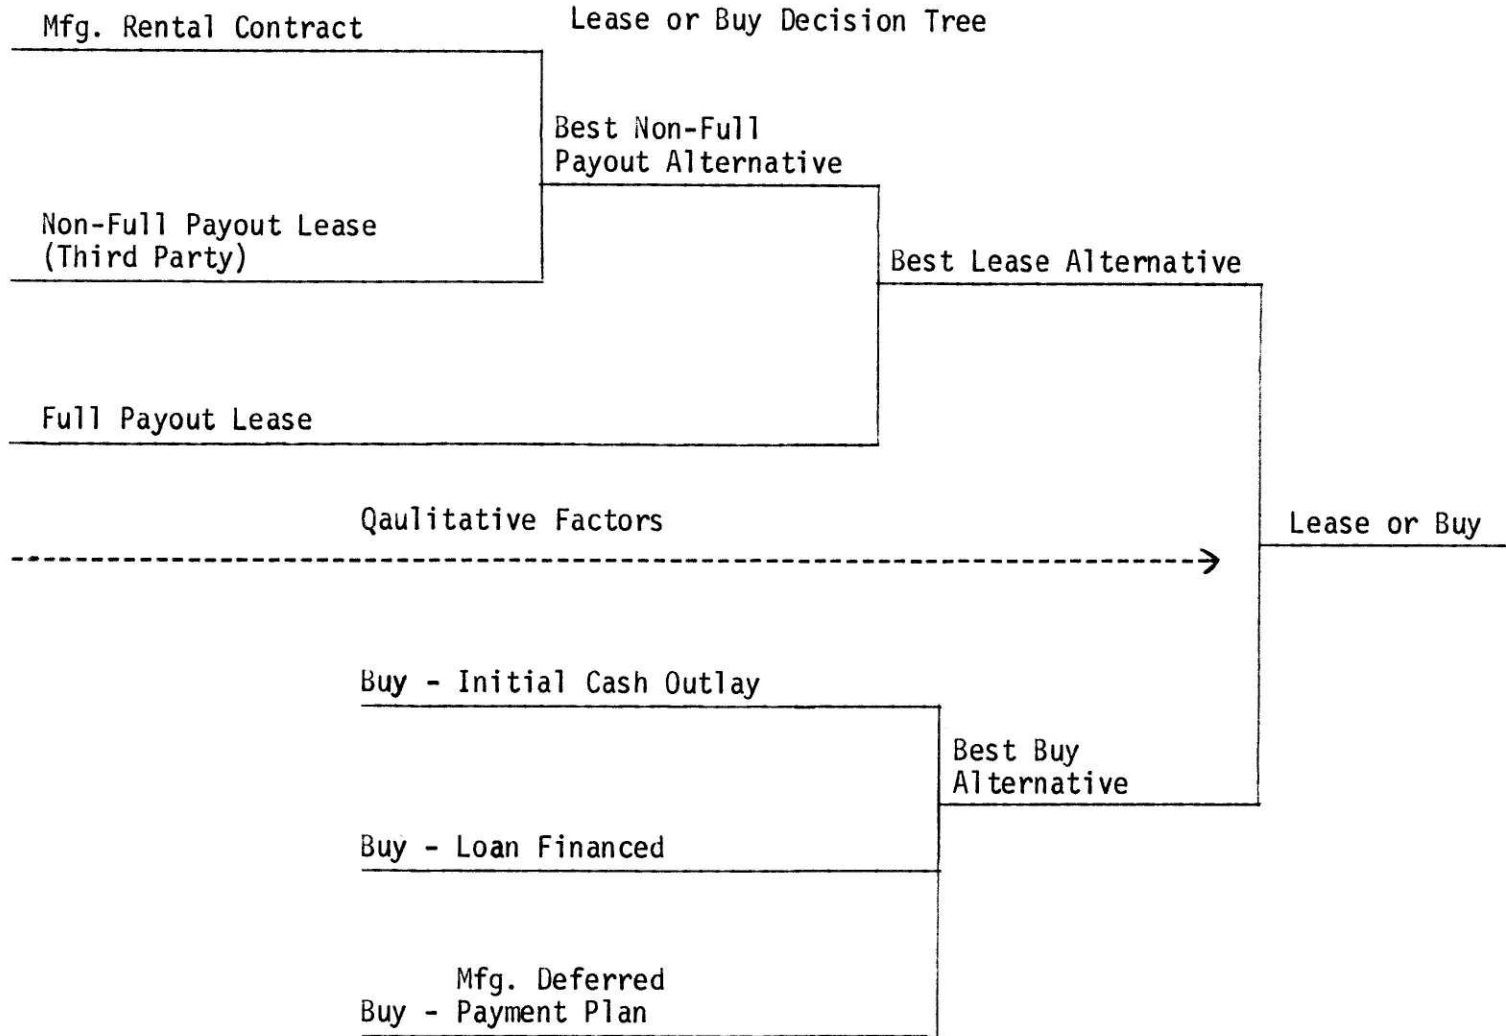 Lease or Buy Decision Tree
Mfg. Rental Contract
Best Non-Full
Payout Alternative
Non-Full Payout Lease
(Third Party)
Best Lease Alternative
Full Payout Lease
Qaulitative Factors
Lease or Buy
Buy - Initial Cash Outlay
Best Buy
Alternative
Buy - Loan Financed
Mfg. Deferred
Buy - Payment Plan